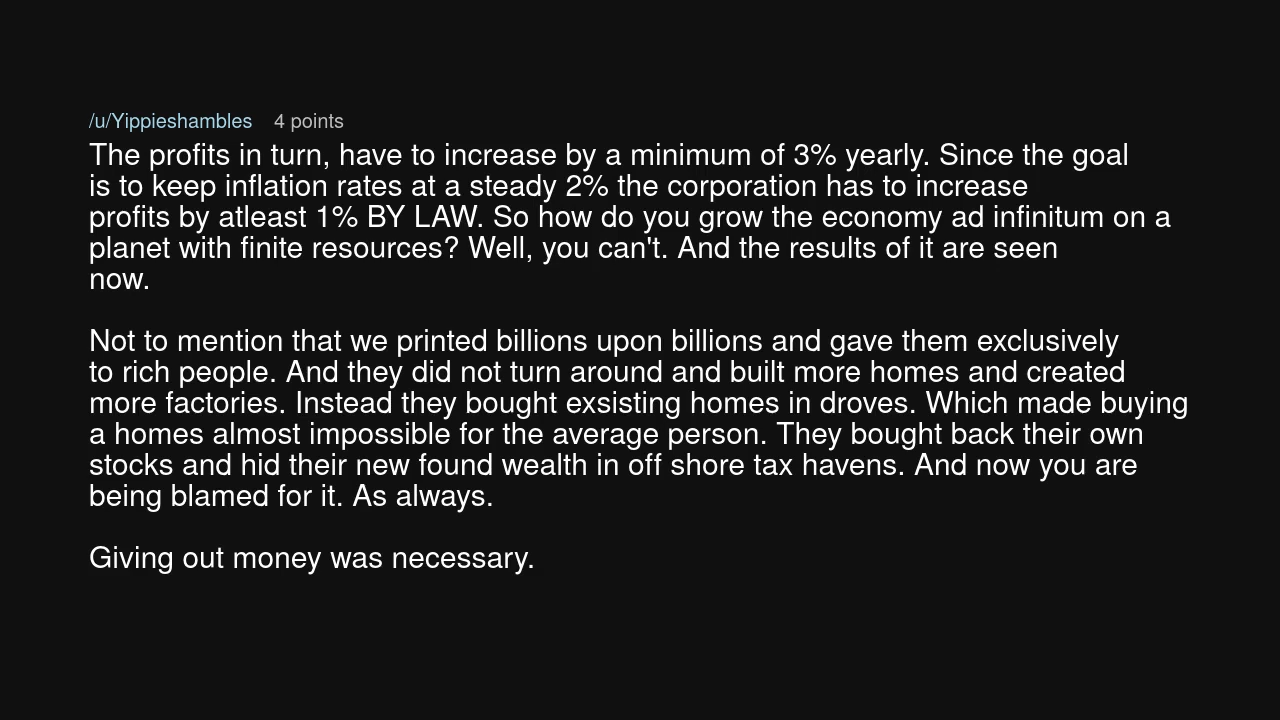 /u/Yippieshambles 4 points
The profits in turn, have to increase by a minimum of 3% yearly. Since the goal
is to keep inflation rates at a steady 2% the corporation has to increase
profits by atleast 1% BY LAW. So how do you grow the economy ad infinitum on a
planet with finite resources? Well, you can't. And the results of it are seen
now.
Not to mention that we printed billions upon billions and gave them exclusively
to rich people. And they did not turn around and built more homes and created
more factories. Instead they bought exsisting homes in droves. Which made buying
a homes almost impossible for the average person. They bought back their own
stocks and hid their new found wealth in off shore tax havens. And now you are
being blamed for it. As always.
Giving out money was necessary.